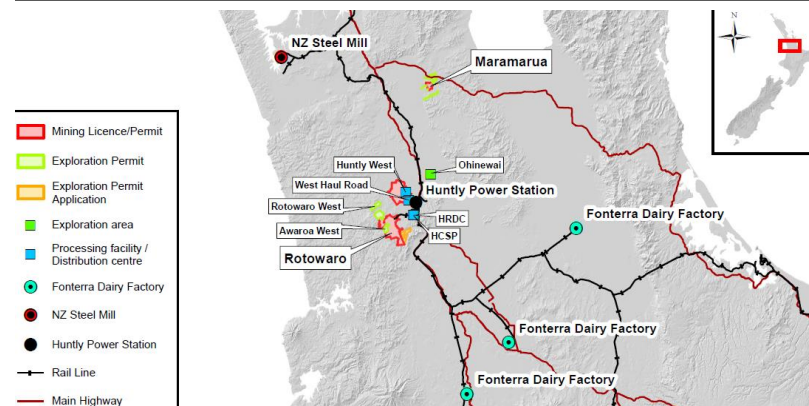 NZ Steel Mill
N
Maramarua
Mining Licence/Permit
Exploration Permit
Exploration Permit
Application
Exploration area
Processing facility /
Distribution centre
Fonterra Dairy Factory
NZ Steel Mill
Huntly Power Station
Rail Line
Main Highway
Huntly West
Ohinewai
West Haul Road
Huntly Power Station
Rotowaro West
HRDC
Awaroa West
HCSP
Rotowaro
Fonterra Dairy Factory
Fonterra Dairy Factory
Fonterra Dairy Factory